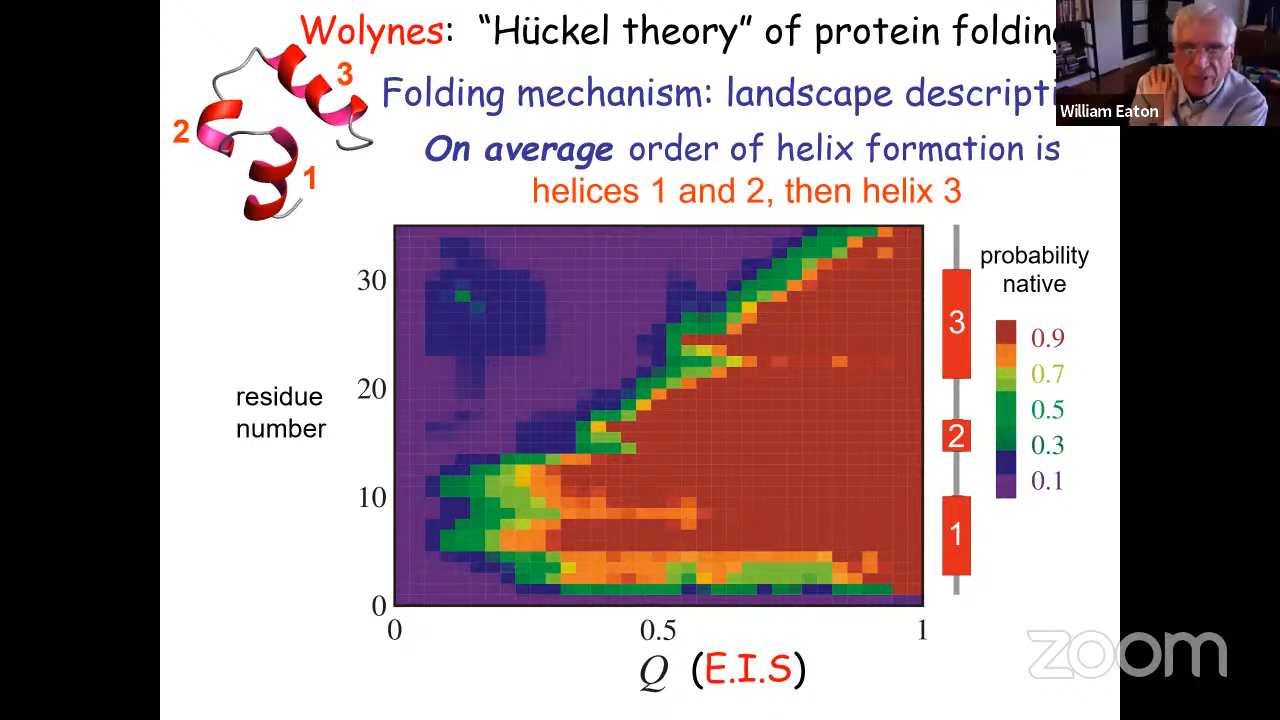 Wolynes: “Hückel theory” of protein folding
Folding mechanism: landscape descripti
On average order of helix formation is
helices 1 and 2, then helix 3
William Eaton
3
2
1
30
20
10
0
residue
number
0
0.5
1
Q (E.I.S)
3
2
1
probability
native
0.9
0.7
0.5
0.3
0.1
zoom